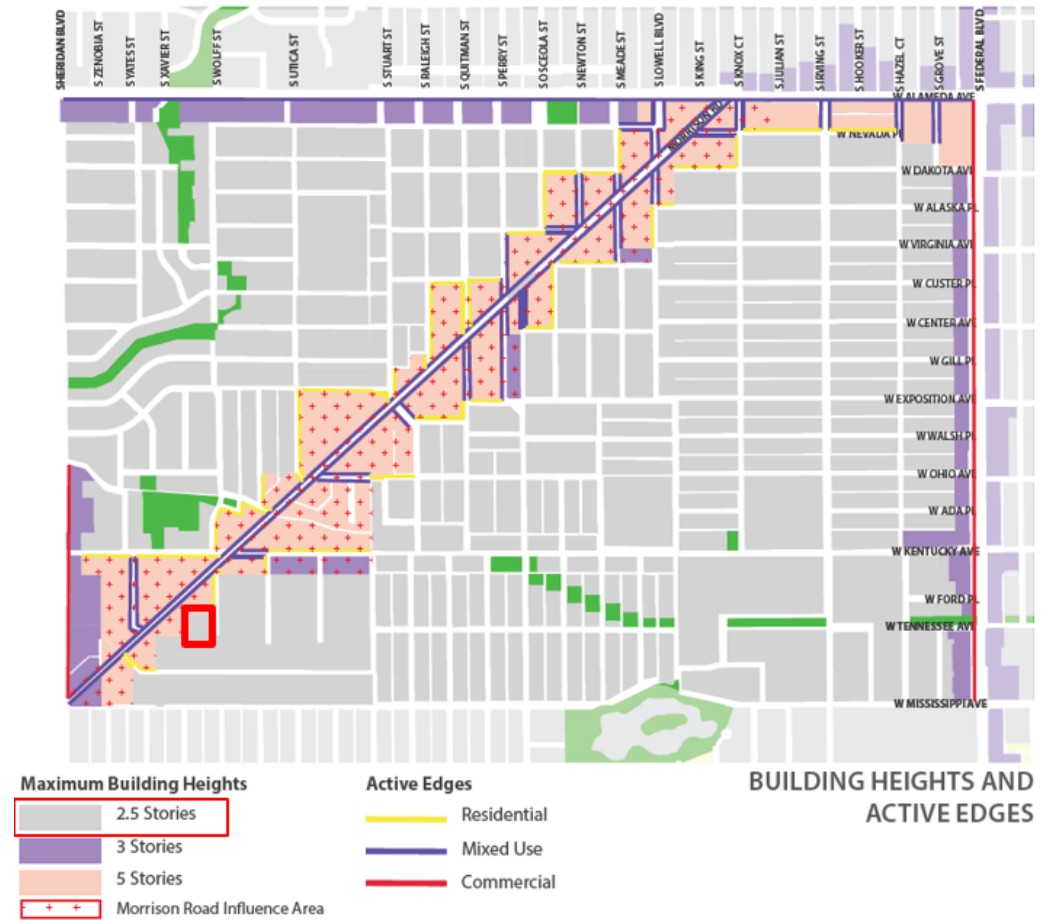 SHERIDAN BLVD
S ZENOBIA ST
S YATES ST
S XAVIER ST
S WOLFF ST
S UTICA ST
S STUART ST
S RALEIGH ST
S QUITMAN ST
S PERRY ST
S OSCEOLA ST
S NEWTON ST
S MEADE ST
S LOWELL BLVD
S KING ST
S KNOX CT
S JULIAN ST
S IRVING ST
S HOOKER ST
S HAZEL CT
S GROVE ST
S FEDERAL BLVD
W ALAMEDA AVE
MORRISON RD
W NEVADA PL
W DAKOTA AVE
W ALASKA PL
W VIRGINIA AVE
W CUSTER PL
W CENTER AVE
W GILL PL
W EXPOSITION AVE
W WALSH PL
W OHIO AVE
W ADA PL
W KENTUCKY AVE
W FORD PL
W TENNESSEE AVE
W MISSISSIPPI AVE
BUILDING HEIGHTS AND
ACTIVE EDGES
Maximum Building Heights
2.5 Stories
3 Stories
5 Stories
Morrison Road Influence Area
Active Edges
Residential
Mixed Use
Commercial